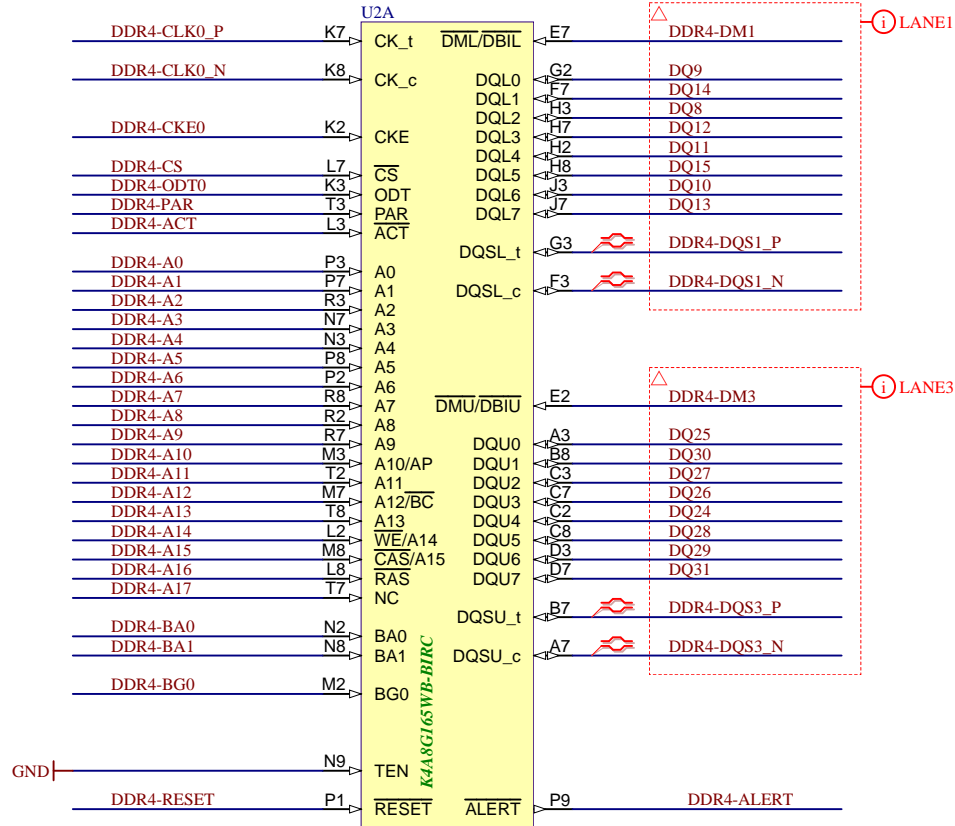 U2A
DDR4-CLK0_P K7 CK_t DML/DBIL E7 DDR4-DM1 LANE1
DDR4-CLK0_N K8 CK_c DQL0 G2 DQ9
DQL1 F7 DQ14
DQL2 H3 DQ8
DDR4-CKE0 K2 CKE DQL3 H7 DQ12
DQL4 H2 DQ11
DDR4-CS L7 CS DQL5 H8 DQ15
DDR4-ODT0 K3 ODT DQL6 J3 DQ10
DDR4-PAR T3 PAR DQL7 J7 DQ13
DDR4-ACT L3 ACT
DQSL_t G3 DDR4-DQS1_P
DDR4-A0 P3 A0
DDR4-A1 P7 A1 DQSL_c F3 DDR4-DQS1_N
DDR4-A2 R3 A2
DDR4-A3 N7 A3
DDR4-A4 N3 A4
DDR4-A5 P8 A5
DDR4-A6 P2 A6
DDR4-A7 R8 A7 DMU/DBIU E2 DDR4-DM3 LANE3
DDR4-A8 R2 A8
DDR4-A9 R7 A9 DQU0 A3 DQ25
DDR4-A10 M3 A10/AP DQU1 B8 DQ30
DDR4-A11 T2 A11 DQU2 C3 DQ27
DDR4-A12 M7 A12/BC DQU3 C7 DQ26
DDR4-A13 T8 A13 DQU4 C2 DQ24
DDR4-A14 L2 WE/A14 DQU5 C8 DQ28
DDR4-A15 M8 CAS/A15 DQU6 D3 DQ29
DDR4-A16 L8 RAS DQU7 D7 DQ31
DDR4-A17 T7 NC
DQSU_t B7 DDR4-DQS3_P
DDR4-BA0 N2 BA0
DDR4-BA1 N8 BA1 DQSU_c A7 DDR4-DQS3_N
DDR4-BG0 M2 BG0
K4A8G165WB-BIRC
GND N9 TEN
DDR4-RESET P1 RESET ALERT P9 DDR4-ALERT